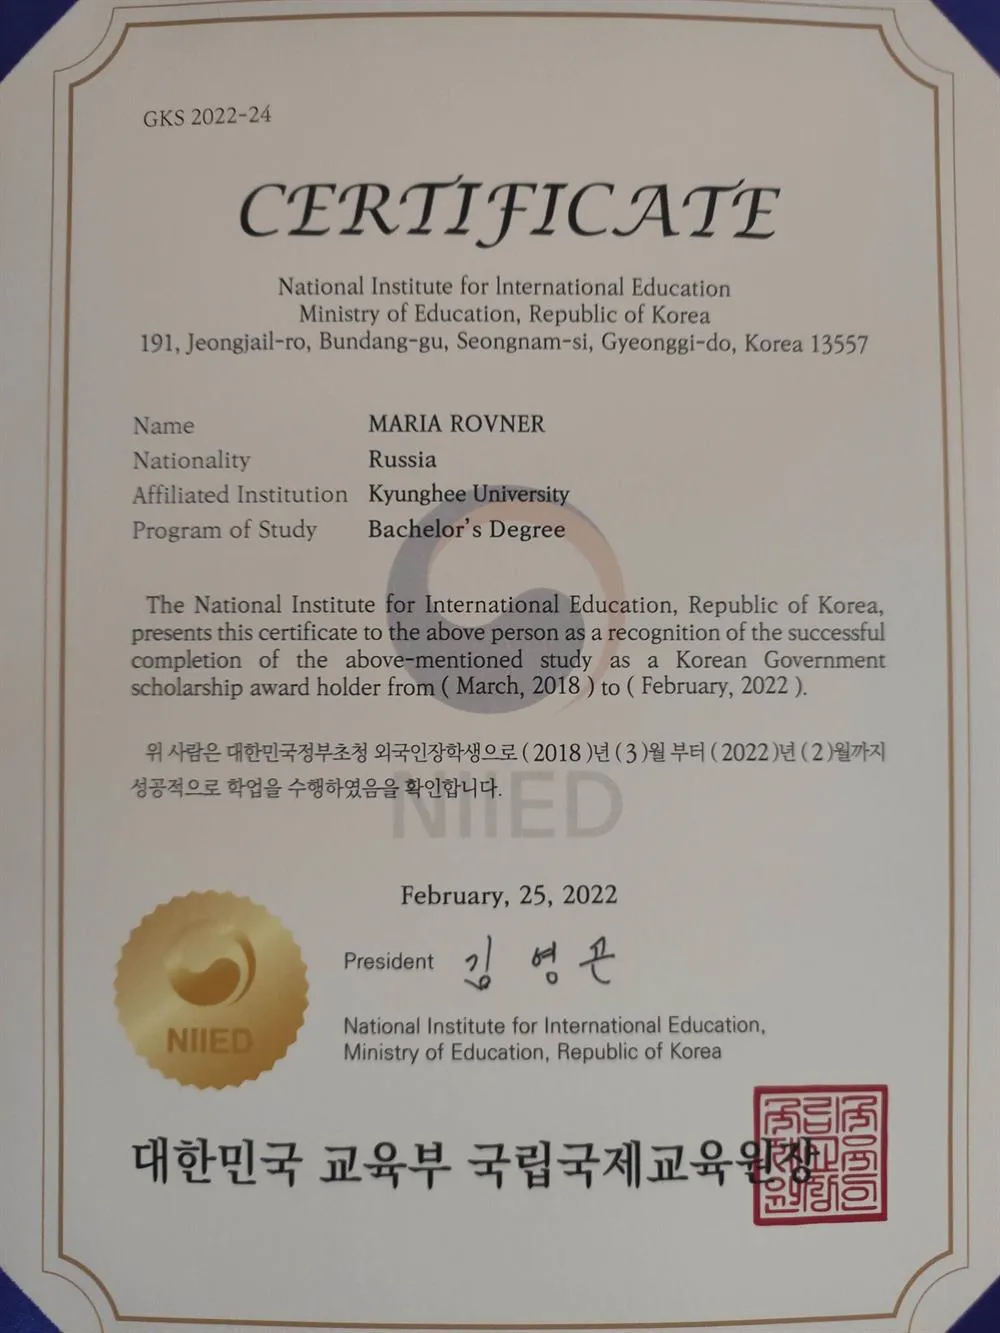 GKS 2022-24
CERTIFICATE
National Institute for International Education
Ministry of Education, Republic of Korea
191, Jeongjail-ro, Bundang-gu, Seongnam-si, Gyeonggi-do, Korea 13557
Name MARIA ROVNER
Nationality Russia
Affiliated Institution Kyunghee University
Program of Study Bachelor's Degree
The National Institute for International Education, Republic of Korea,
presents this certificate to the above person as a recognition of the successful
completion of the above-mentioned study as a Korean Government
scholarship award holder from ( March, 2018 ) to ( February, 2022 ).
위 사람은 대한민국정부초청 외국인장학생으로 ( 2018 )년 ( 3 )월 부터 ( 2022 )년 ( 2 )월까지
성공적으로 학업을 수행하였음을 확인합니다.
NIIED
February, 25, 2022
President 김 영 곤
NIIED
National Institute for International Education,
Ministry of Education, Republic of Korea
대한민국 교육부 국립국제교육원장